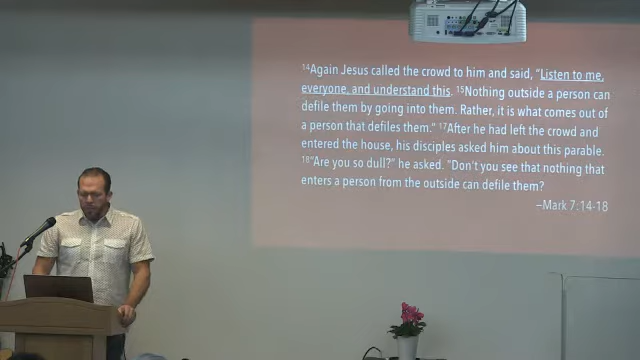 14Again Jesus called the crowd to him and said, “Listen to me,
everyone, and understand this. 15Nothing outside a person can
defile them by going into them. Rather, it is what comes out of
a person that defiles them.” 17After he had left the crowd and
entered the house, his disciples asked him about this parable.
18“Are you so dull?” he asked. “Don’t you see that nothing that
enters a person from the outside can defile them?
–Mark 7:14-18